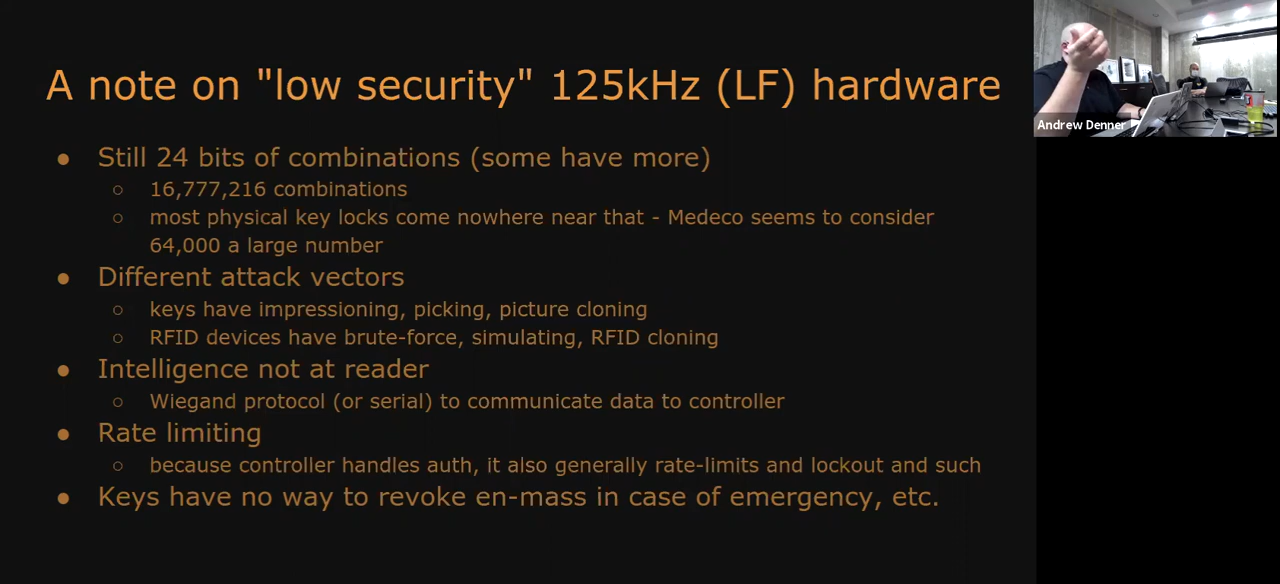 A note on "low security" 125kHz (LF) hardware
● Still 24 bits of combinations (some have more)
○ 16,777,216 combinations
○ most physical key locks come nowhere near that - Medeco seems to consider
64,000 a large number
● Different attack vectors
○ keys have impressioning, picking, picture cloning
○ RFID devices have brute-force, simulating, RFID cloning
● Intelligence not at reader
○ Wiegand protocol (or serial) to communicate data to controller
● Rate limiting
○ because controller handles auth, it also generally rate-limits and lockout and such
● Keys have no way to revoke en-mass in case of emergency, etc.
Andrew Denner